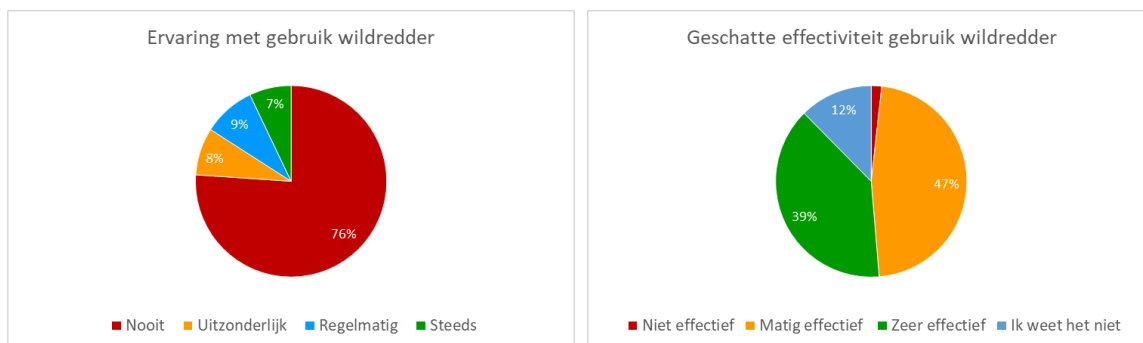 Ervaring met gebruik wildredder
7%
9%
8%
76%
Nooit Uitzonderlijk Regelmatig Steeds
Geschatte effectiviteit gebruik wildredder
12%
47%
39%
Niet effectief Matig effectief Zeer effectief Ik weet het niet